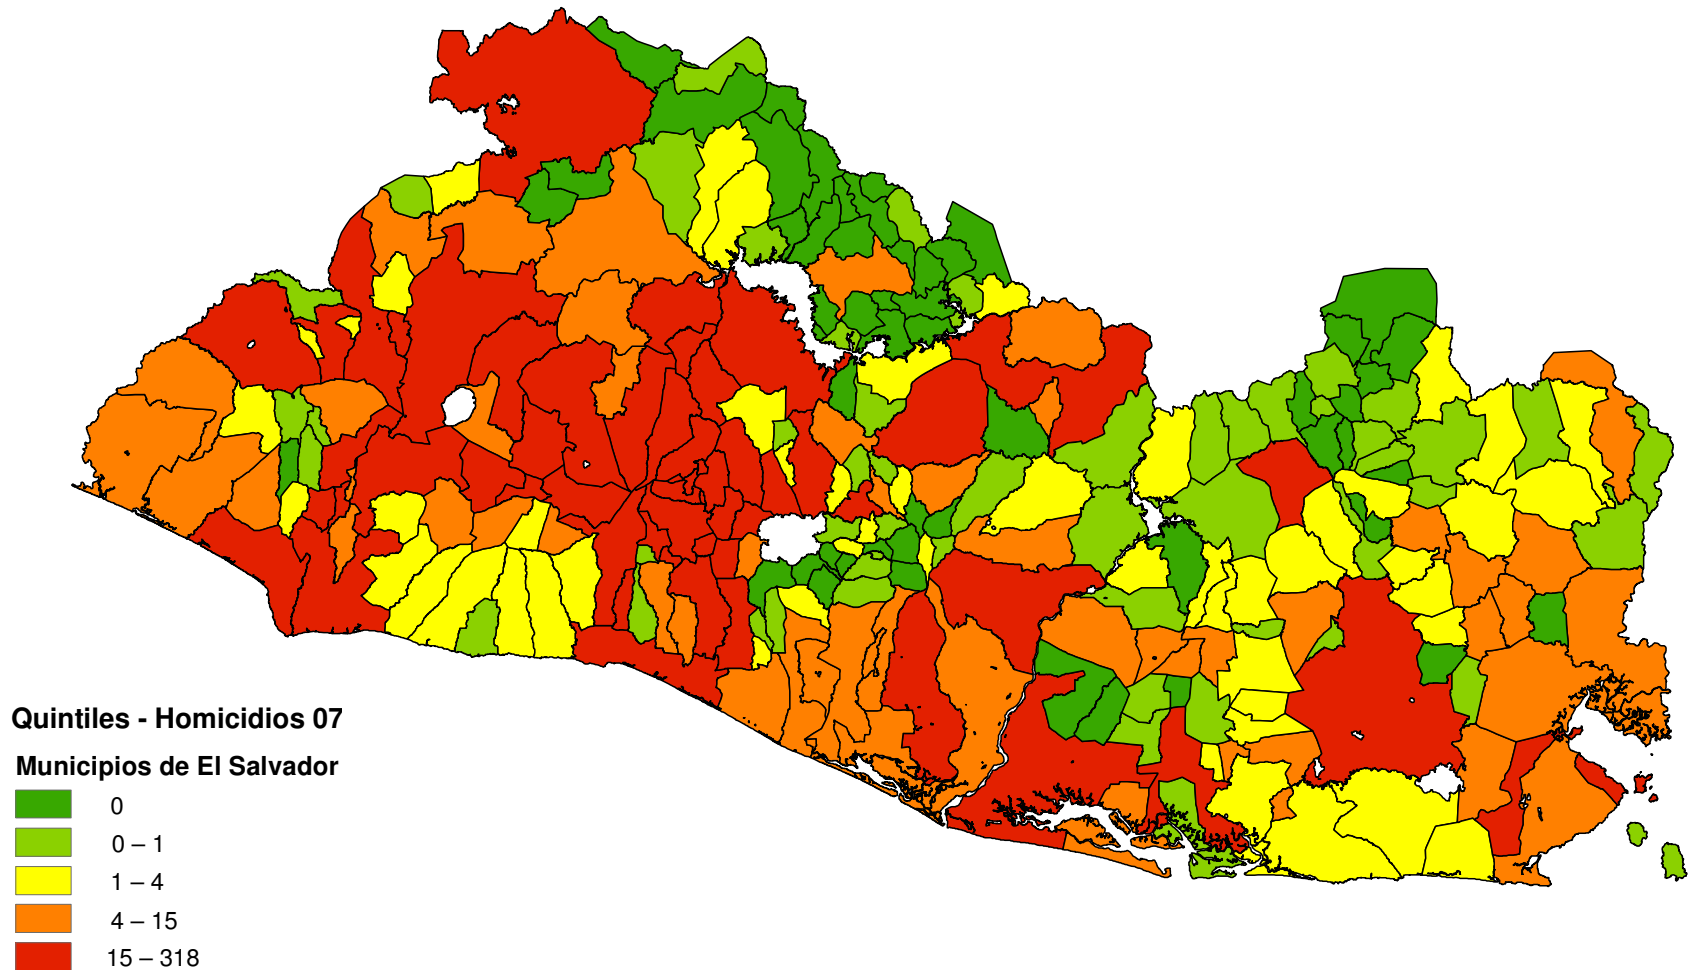 Quintiles - Homicidios 07
Municipios de El Salvador
0
0 – 1
1 – 4
4 – 15
15 – 318